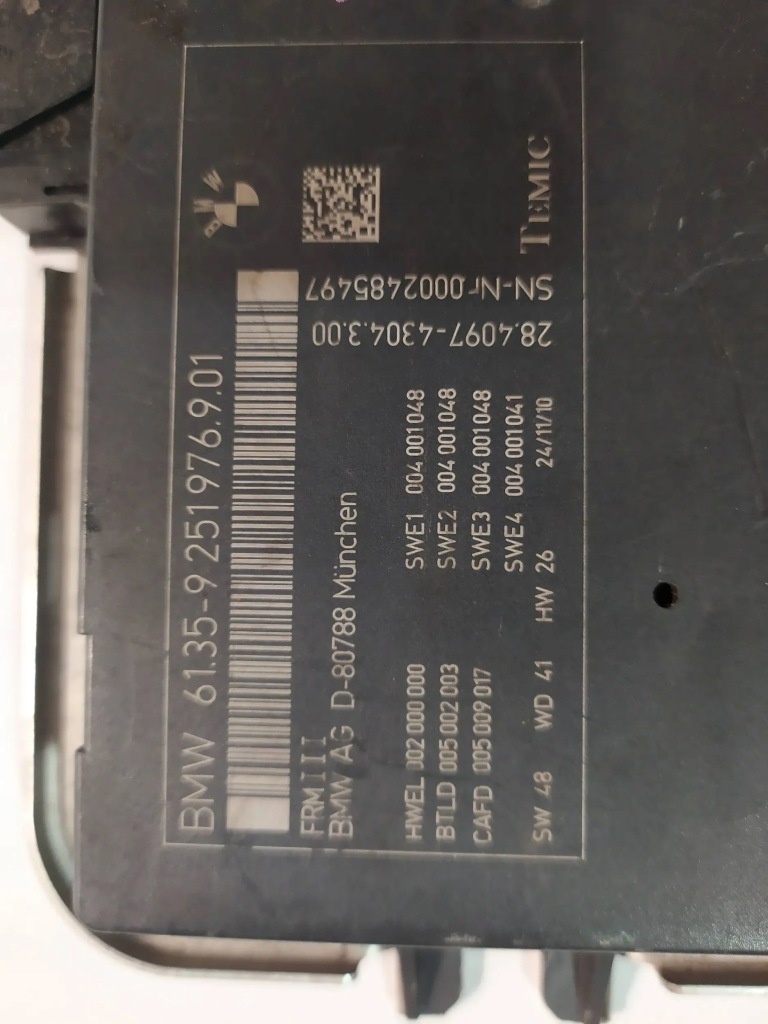 BMW 61.35-9 251 976.9.01
BMW
FRM III
BMW AG D-80788 München
HWEL 002 000 000
BTLD 005 002 003
CAFD 005 009 017
SWE1 004 001 048
SWE2 004 001 048
SWE3 004 001 048
SWE4 004 001 041
SW 48 WD 41 HW 26 24/11/10
28.4097-4304.3.00
SN-Nr.0002485497
TEMIC